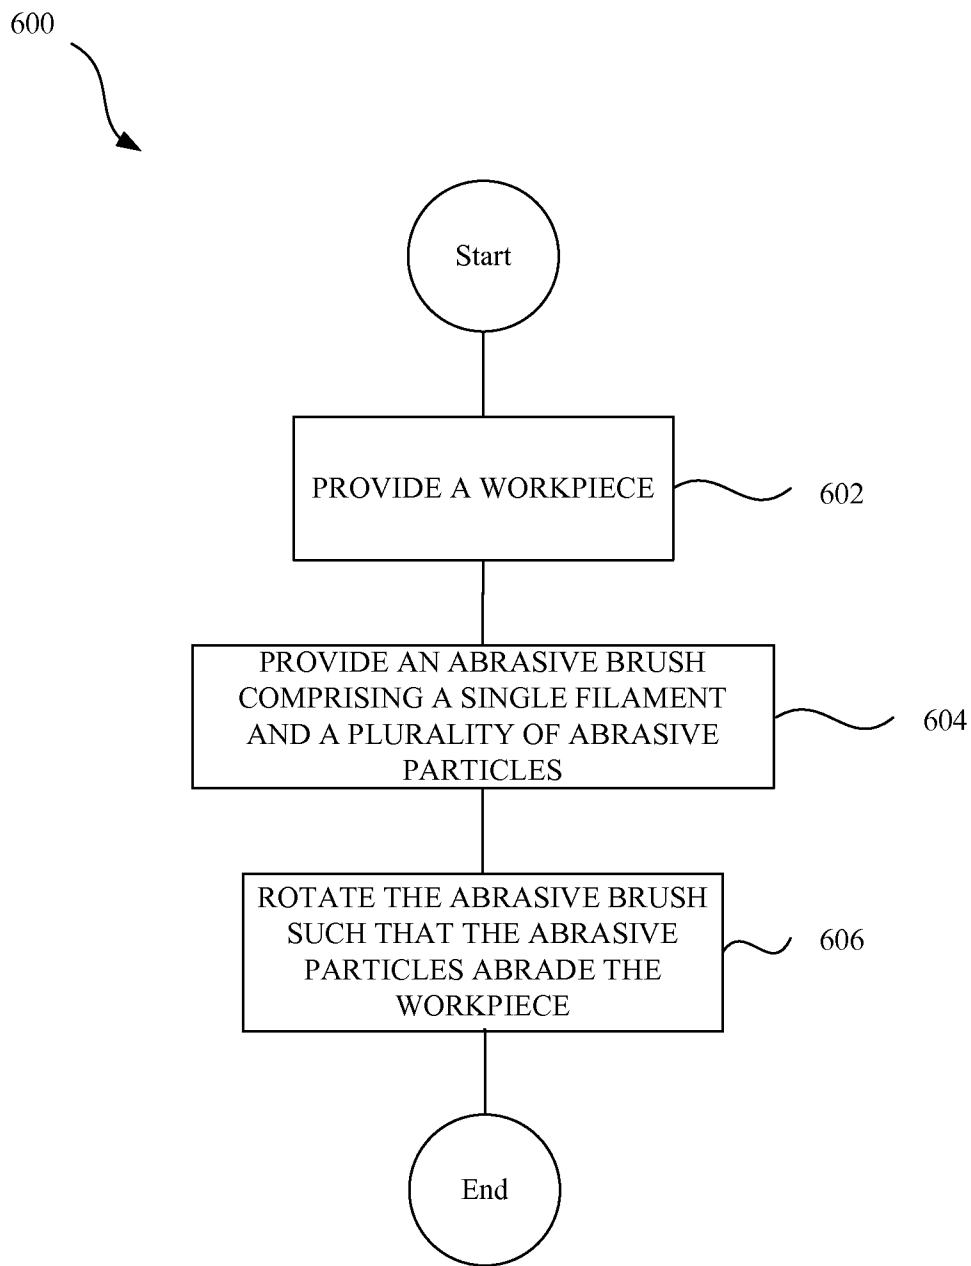 600
Start
PROVIDE A WORKPIECE
602
PROVIDE AN ABRASIVE BRUSH
COMPRISING A SINGLE FILAMENT
AND A PLURALITY OF ABRASIVE
PARTICLES
604
ROTATE THE ABRASIVE BRUSH
SUCH THAT THE ABRASIVE
PARTICLES ABRADE THE
WORKPIECE
606
End